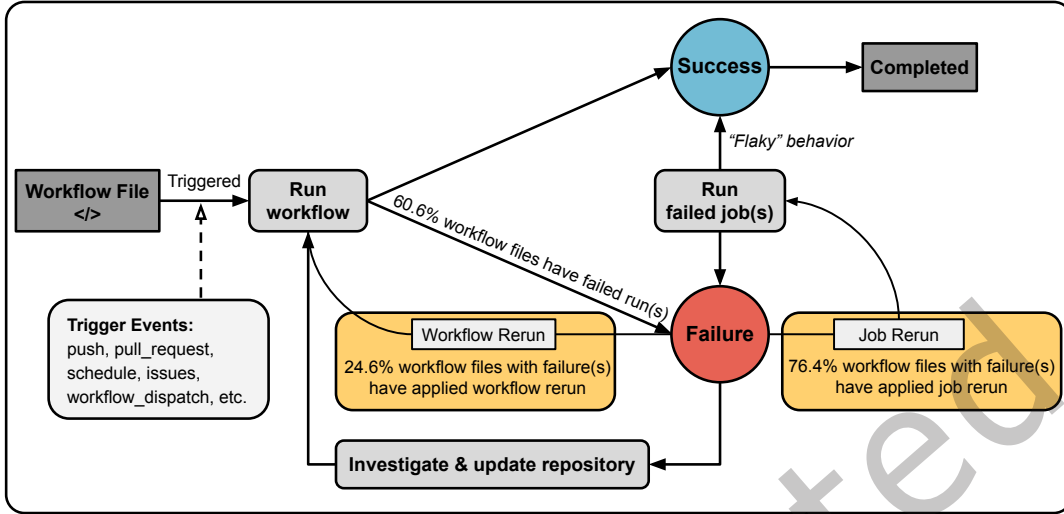 Success
Completed
"Flaky" behavior
Workflow File
</>
Triggered
Run
workflow
Run
failed job(s)
60.6% workflow files have failed run(s)
Trigger Events:
push, pull_request,
schedule, issues,
workflow_dispatch, etc.
Workflow Rerun
24.6% workflow files with failure(s)
have applied workflow rerun
Failure
Job Rerun
76.4% workflow files with failure(s)
have applied job rerun
Investigate & update repository
ted